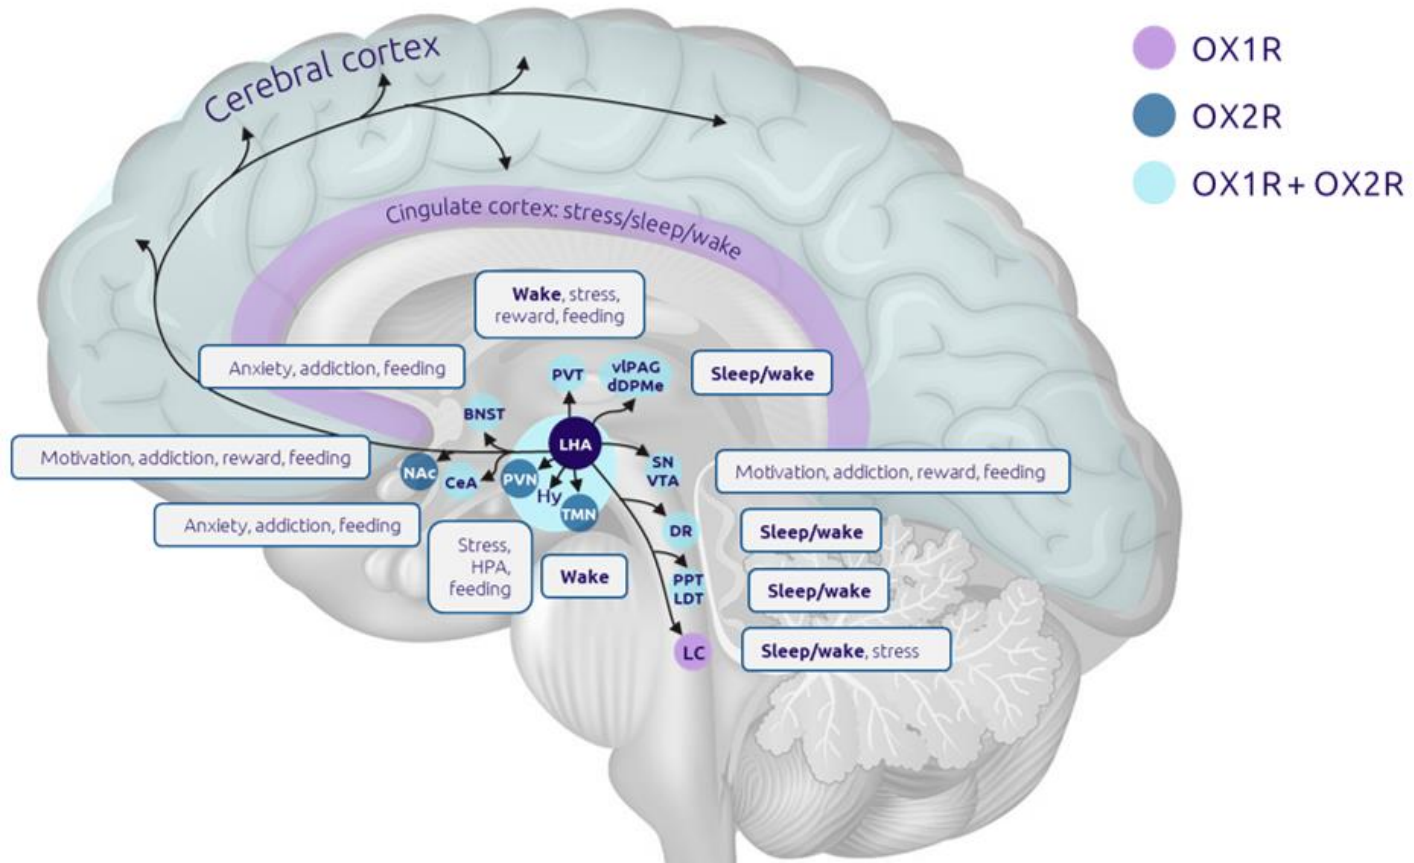 Cerebral cortex
OX1R
OX2R
OX1R + OX2R
Cingulate cortex: stress/sleep/wake
Wake, stress,
reward, feeding
Anxiety, addiction, feeding
PVT
vlPAG
dDPMe
Sleep/wake
BNST
LHA
Motivation, addiction, reward, feeding
NAc
CeA
PVN
Hy
TMN
SN
VTA
Motivation, addiction, reward, feeding
Anxiety, addiction, feeding
Stress,
HPA,
feeding
Wake
DR
Sleep/wake
PPT
LDT
Sleep/wake
LC
Sleep/wake, stress